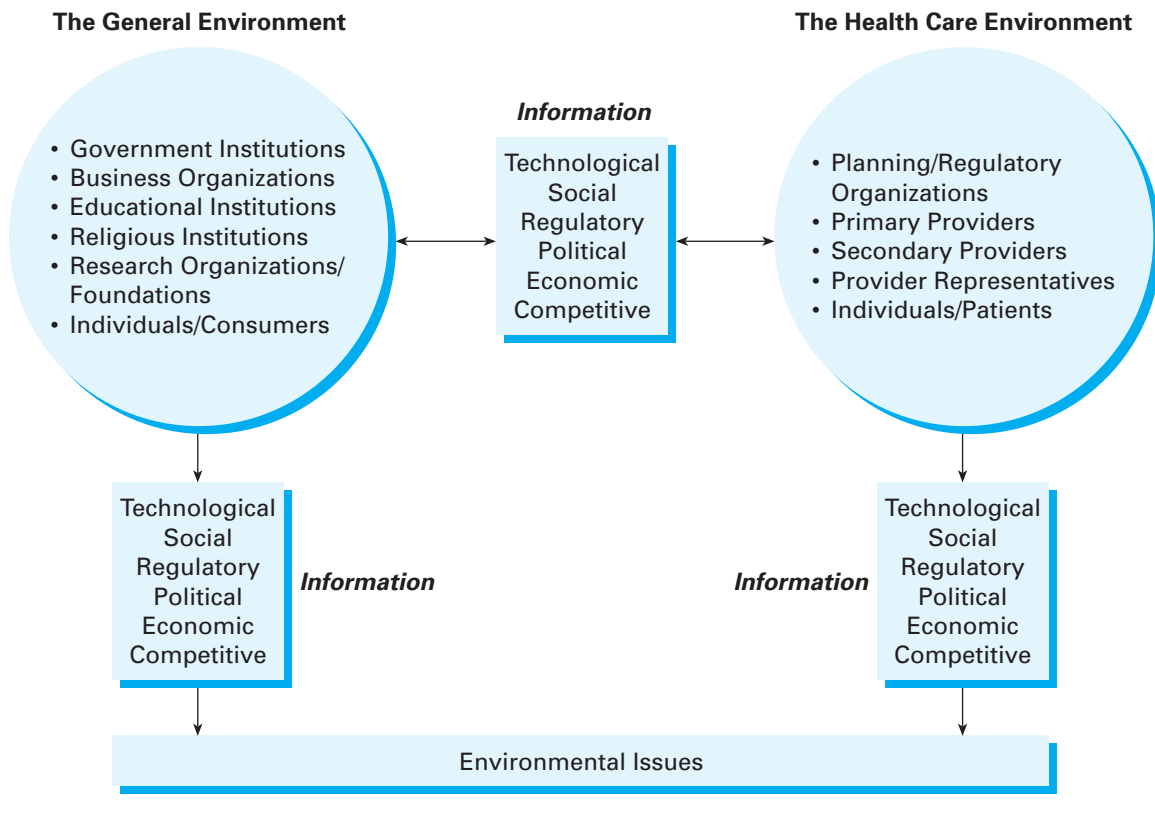 The General Environment
The Health Care Environment
• Government Institutions
• Business Organizations
• Educational Institutions
• Religious Institutions
• Research Organizations/
Foundations
• Individuals/Consumers
Information
Technological
Social
Regulatory
Political
Economic
Competitive
• Planning/Regulatory
Organizations
• Primary Providers
• Secondary Providers
• Provider Representatives
• Individuals/Patients
Technological
Social
Regulatory
Political
Economic
Competitive
Information
Information
Technological
Social
Regulatory
Political
Economic
Competitive
Environmental Issues